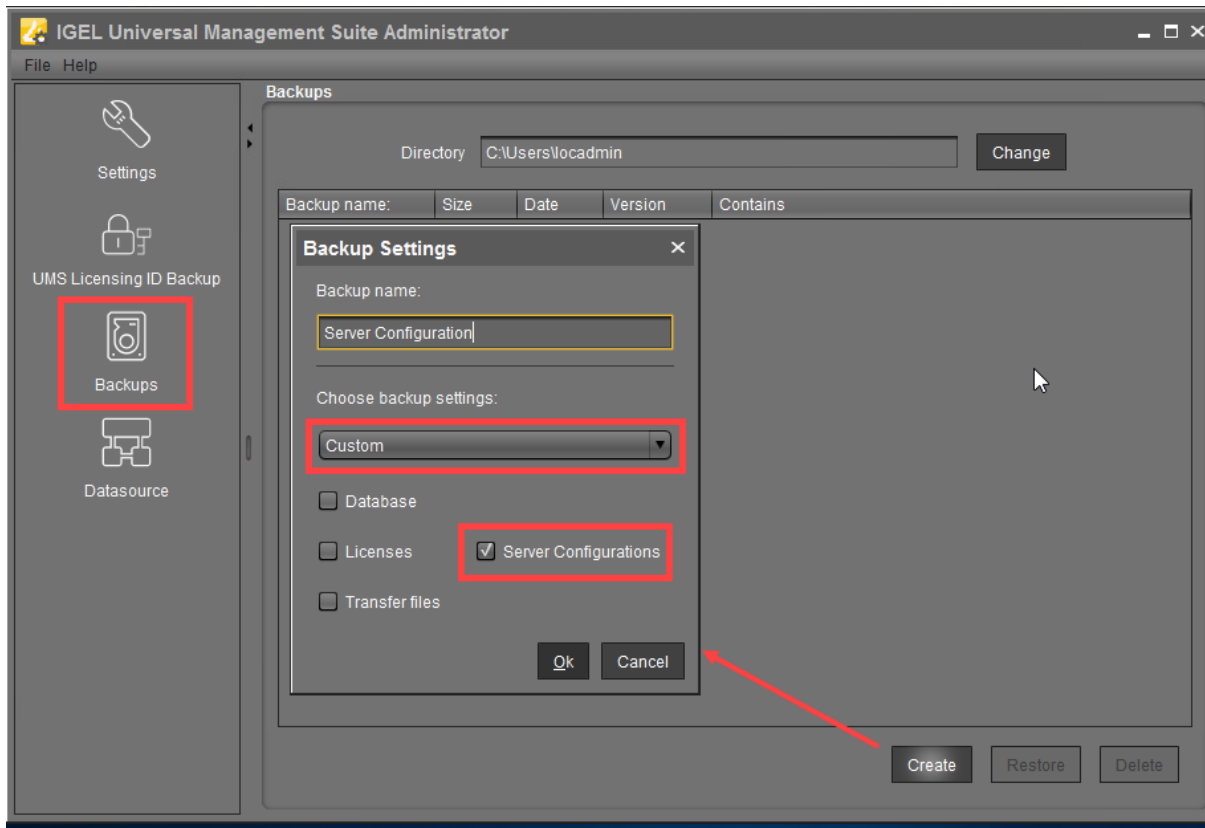 IGEL Universal Management Suite Administrator
File Help
Settings
UMS Licensing ID Backup
Backups
Datasource
Backups
Directory C:\Users\locadmin Change
Backup name: Size Date Version Contains
Backup Settings
Backup name:
Server Configuration
Choose backup settings:
Custom
Database
Licenses Server Configurations
Transfer files
Ok Cancel
Create Restore Delete